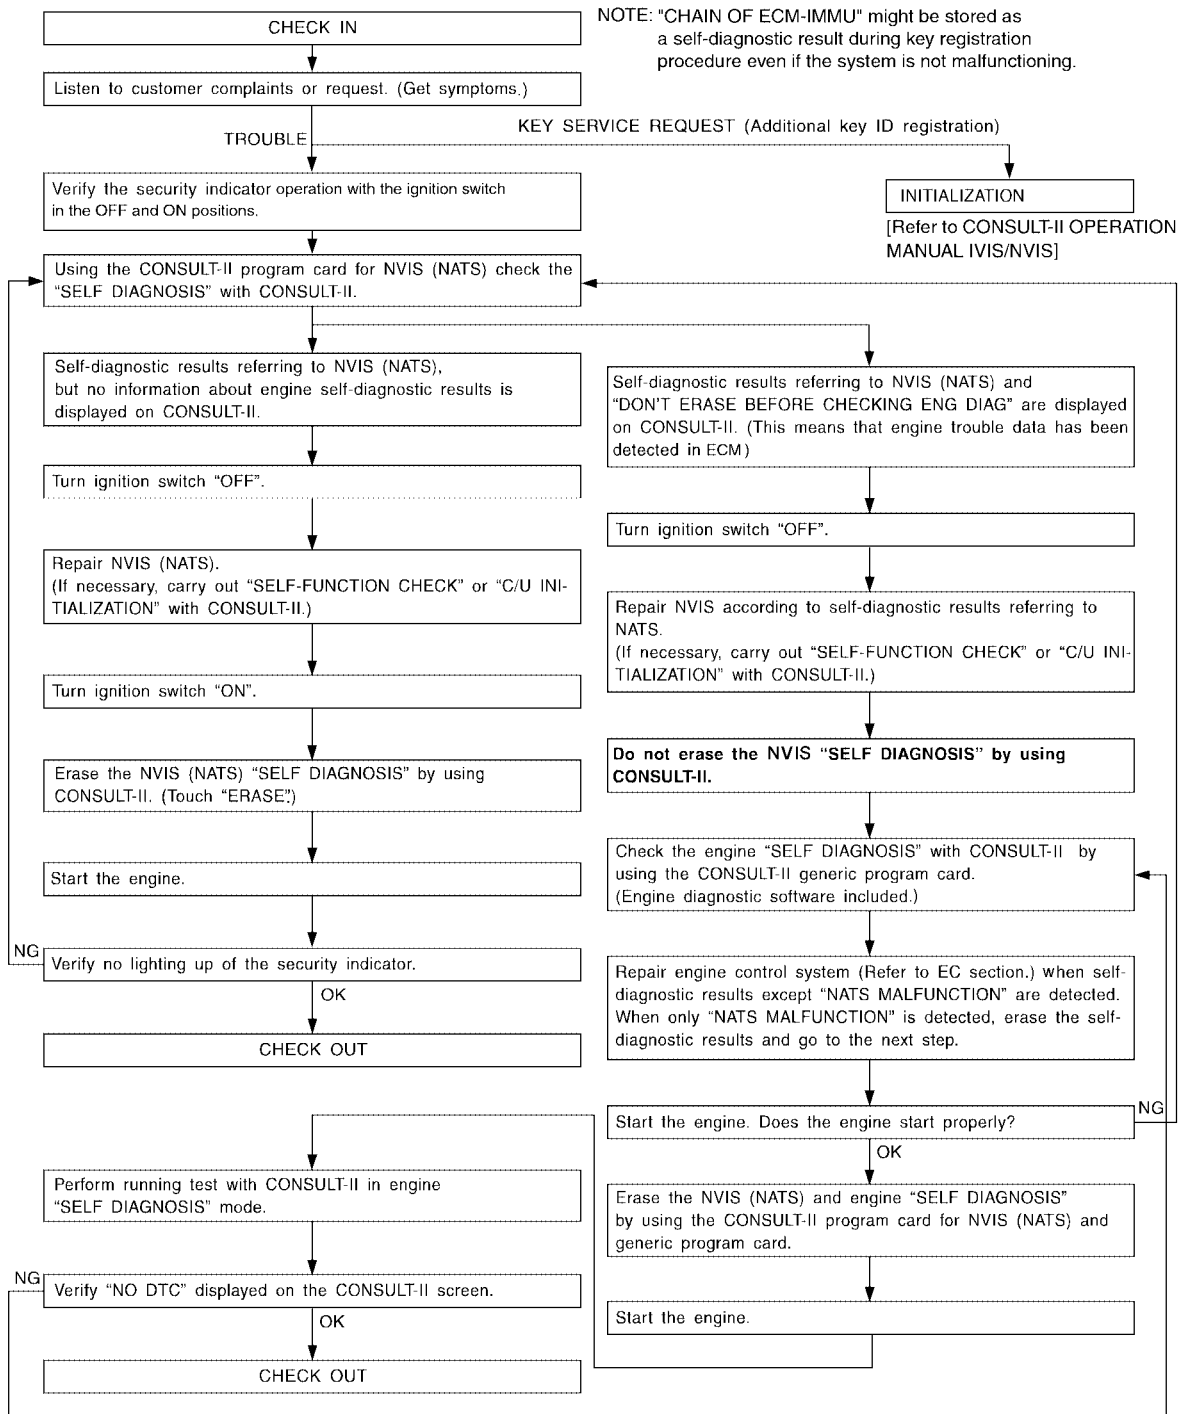 CHECK IN
NOTE: "CHAIN OF ECM-IMMU" might be stored as
a self-diagnostic result during key registration
procedure even if the system is not malfunctioning.
Listen to customer complaints or request. (Get symptoms.)
TROUBLE
KEY SERVICE REQUEST (Additional key ID registration)
Verify the security indicator operation with the ignition switch
in the OFF and ON positions.
INITIALIZATION
[Refer to CONSULT-II OPERATION
MANUAL IVIS/NVIS]
Using the CONSULT-II program card for NVIS (NATS) check the
“SELF DIAGNOSIS” with CONSULT-II.
Self-diagnostic results referring to NVIS (NATS),
but no information about engine self-diagnostic results is
displayed on CONSULT-II.
Turn ignition switch “OFF”.
Repair NVIS (NATS).
(If necessary, carry out “SELF-FUNCTION CHECK” or “C/U INI-
TIALIZATION” with CONSULT-II.)
Turn ignition switch “ON”.
Erase the NVIS (NATS) “SELF DIAGNOSIS” by using
CONSULT-II. (Touch “ERASE”.)
Start the engine.
NG
Verify no lighting up of the security indicator.
OK
CHECK OUT
Self-diagnostic results referring to NVIS (NATS) and
“DON'T ERASE BEFORE CHECKING ENG DIAG” are displayed
on CONSULT-II. (This means that engine trouble data has been
detected in ECM)
Turn ignition switch “OFF”.
Repair NVIS according to self-diagnostic results referring to
NATS.
(If necessary, carry out “SELF-FUNCTION CHECK” or “C/U INI-
TIALIZATION” with CONSULT-II.)
Do not erase the NVIS “SELF DIAGNOSIS” by using
CONSULT-II.
Check the engine “SELF DIAGNOSIS” with CONSULT-II by
using the CONSULT-II generic program card.
(Engine diagnostic software included.)
Repair engine control system (Refer to EC section.) when self-
diagnostic results except “NATS MALFUNCTION” are detected.
When only “NATS MALFUNCTION” is detected, erase the self-
diagnostic results and go to the next step.
Start the engine. Does the engine start properly?
NG
OK
Erase the NVIS (NATS) and engine “SELF DIAGNOSIS”
by using the CONSULT-II program card for NVIS (NATS) and
generic program card.
Start the engine.
Perform running test with CONSULT-II in engine
“SELF DIAGNOSIS” mode.
NG
Verify “NO DTC” displayed on the CONSULT-II screen.
OK
CHECK OUT